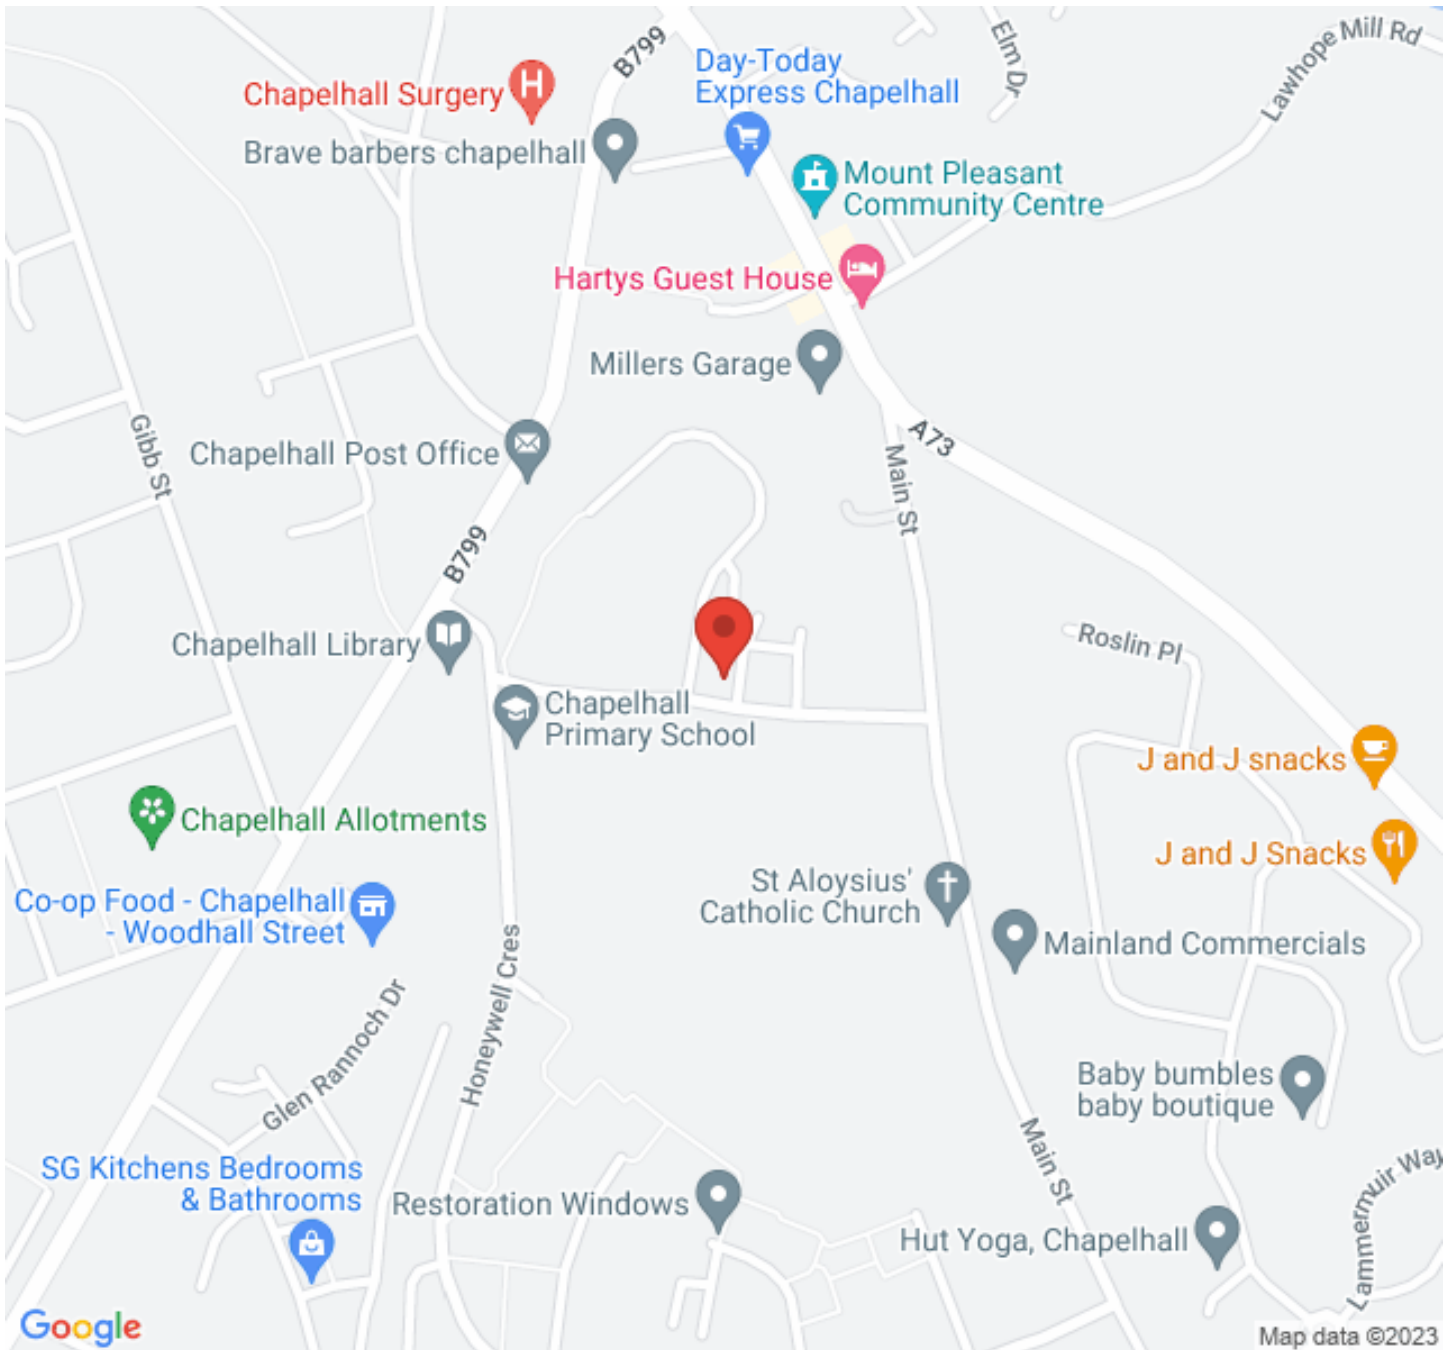 B799
Elm Dr
Lawhope Mill Rd
Day-Today
Express Chapelhall
Chapelhall Surgery
H
Brave barbers chapelhall
Mount Pleasant
Community Centre
Hartys Guest House
Millers Garage
Gibb St
Chapelhall Post Office
A73
Main St
B799
Chapelhall Library
Roslin Pl
Chapelhall
Primary School
J and J snacks
Chapelhall Allotments
J and J Snacks
St Aloysius'
Catholic Church
Co-op Food - Chapelhall
- Woodhall Street
Mainland Commercials
Honeywell Cres
Glen Rannoch Dr
Baby bumbles
baby boutique
Main St
SG Kitchens Bedrooms
& Bathrooms
Restoration Windows
Lammermuir Way
Hut Yoga, Chapelhall
Google
Map data ©2023